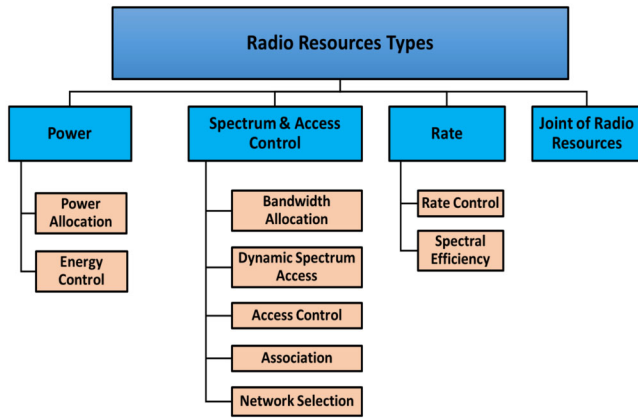 Radio Resources Types
Power
Spectrum & Access
Control
Rate
Joint of Radio
Resources
Power
Allocation
Energy
Control
Bandwidth
Allocation
Dynamic Spectrum
Access
Access Control
Association
Network Selection
Rate Control
Spectral
Efficiency